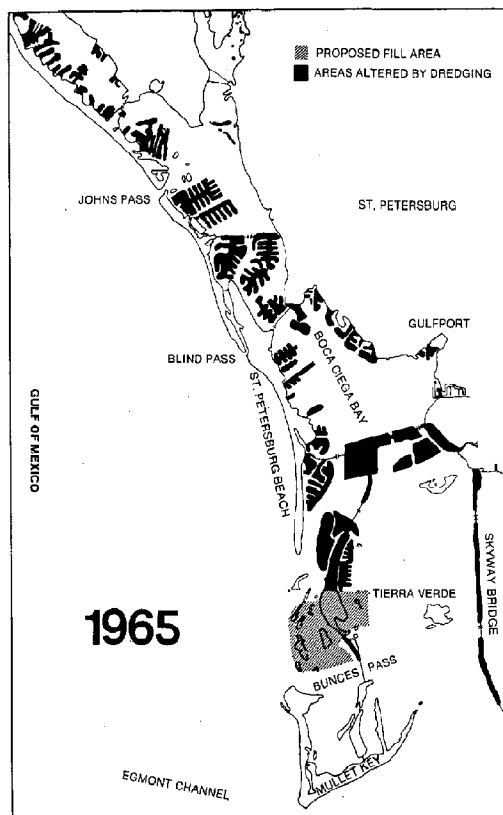 PROPOSED FILL AREA
AREAS ALTERED BY DREDGING
JOHNS PASS
ST. PETERSBURG
GULFPORT
BOCA CIEGA BAY
BLIND PASS
ST. PETERSBURG BEACH
GULF OF MEXICO
SKYWAY BRIDGE
TIERRA VERDE
1965
BUNCES PASS
MULLET KEY
EGMONT CHANNEL